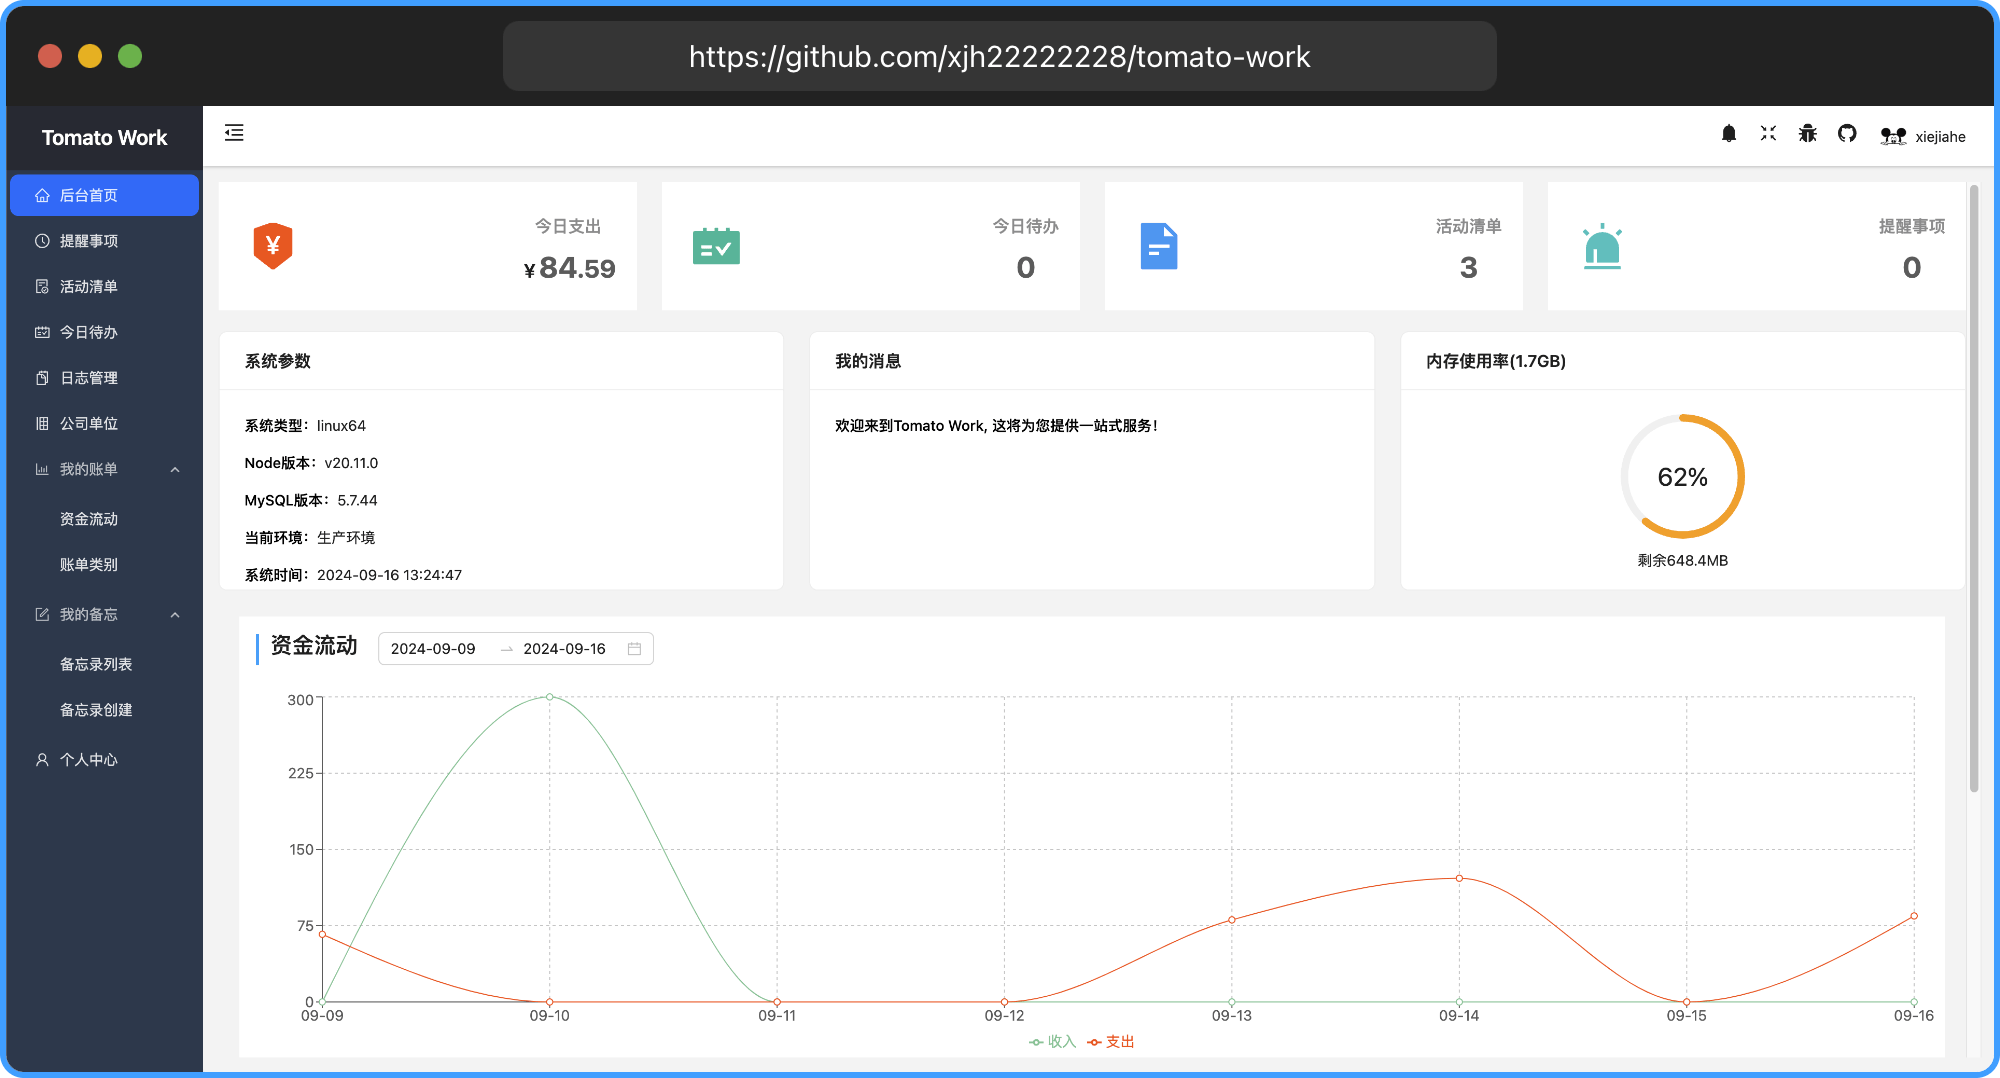 https://github.com/xjh22222228/tomato-work
Tomato Work
xiejiahe
后台首页
提醒事项
活动清单
今日待办
日志管理
公司单位
我的账单
资金流动
账单类别
我的备忘
备忘录列表
备忘录创建
个人中心
今日支出
¥84.59
今日待办
0
活动清单
3
提醒事项
0
系统参数
系统类型：linux64
Node版本：v20.11.0
MySQL版本：5.7.44
当前环境：生产环境
系统时间：2024-09-16 13:24:47
我的消息
欢迎来到Tomato Work, 这将为您提供一站式服务！
内存使用率(1.7GB)
62%
剩余648.4MB
资金流动
2024-09-09 → 2024-09-16
300
225
150
75
0
09-09 09-10 09-11 09-12 09-13 09-14 09-15 09-16
收入 支出